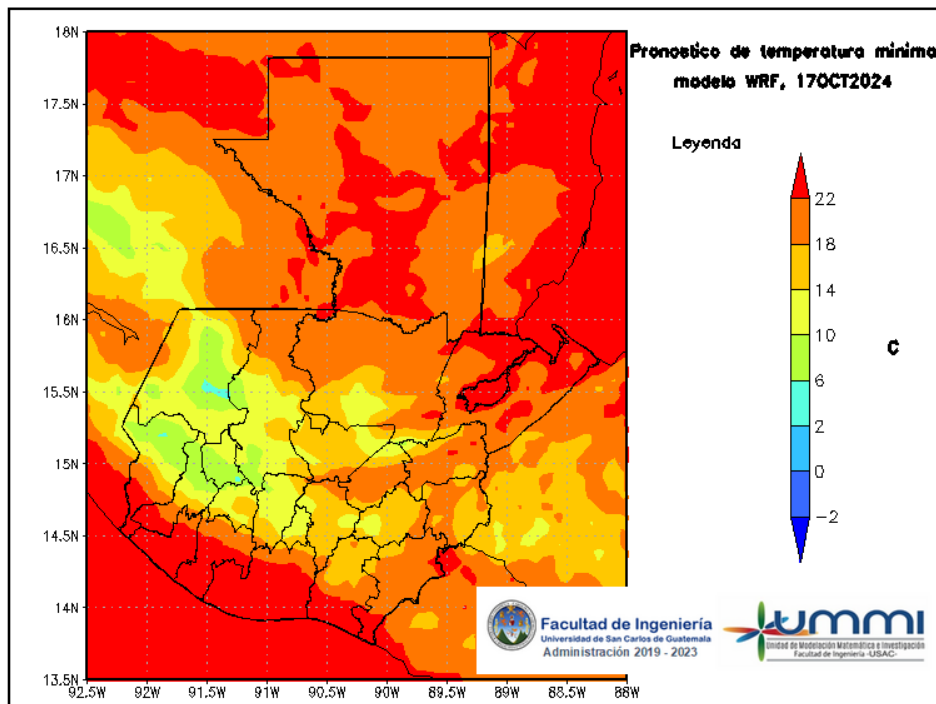 Pronostico de temperatura minima
modelo WRF, 17OCT2024
Leyenda
22
18
14
10
6
2
0
−2
C
18N
17.5N
17N
16.5N
16N
15.5N
15N
14.5N
14N
13.5N
92.5W 92W 91.5W 91W 90.5W 90W 89.5W 89W 88.5W 88W
Facultad de Ingeniería
Universidad de San Carlos de Guatemala
Administración 2019 - 2023
ummi
Unidad de Modelación Matemática e Investigación
Facultad de Ingeniería -USAC-